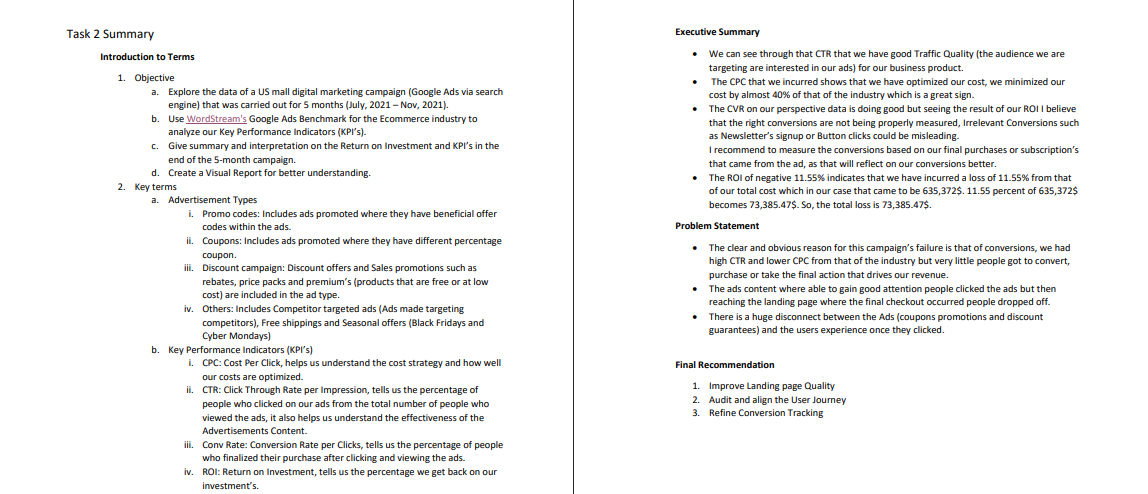 Task 2 Summary
Introduction to Terms
1. Objective
a. Explore the data of a US mall digital marketing campaign (Google Ads via search
engine) that was carried out for 5 months (July, 2021 – Nov, 2021).
b. Use WordStream's Google Ads Benchmark for the Ecommerce industry to
analyze our Key Performance Indicators (KPI's).
c. Give summary and interpretation on the Return on Investment and KPI's in the
end of the 5-month campaign.
d. Create a Visual Report for better understanding.
2. Key terms
a. Advertisement Types
i. Promo codes: Includes ads promoted where they have beneficial offer
codes within the ads.
ii. Coupons: Includes ads promoted where they have different percentage
coupon.
iii. Discount campaign: Discount offers and Sales promotions such as
rebates, price packs and premium's (products that are free or at low
cost) are included in the ad type.
iv. Others: Includes Competitor targeted ads (Ads made targeting
competitors), Free shippings and Seasonal offers (Black Fridays and
Cyber Mondays)
b. Key Performance Indicators (KPI's)
i. CPC: Cost Per Click, helps us understand the cost strategy and how well
our costs are optimized.
ii. CTR: Click Through Rate per Impression, tells us the percentage of
people who clicked on our ads from the total number of people who
viewed the ads, it also helps us understand the effectiveness of the
Advertisements Content.
iii. Conv Rate: Conversion Rate per Clicks, tells us the percentage of people
who finalized their purchase after clicking and viewing the ads.
iv. ROI: Return on Investment, tells us the percentage we get back on our
investment's.
Executive Summary
• We can see through that CTR that we have good Traffic Quality (the audience we are
targeting are interested in our ads) for our business product.
• The CPC that we incurred shows that we have optimized our cost, we minimized our
cost by almost 40% of that of the industry which is a great sign.
• The CVR on our perspective data is doing good but seeing the result of our ROI I believe
that the right conversions are not being properly measured, Irrelevant Conversions such
as Newsletter's signup or Button clicks could be misleading.
I recommend to measure the conversions based on our final purchases or subscription's
that came from the ad, as that will reflect on our conversions better.
• The ROI of negative 11.55% indicates that we have incurred a loss of 11.55% from that
of our total cost which in our case that came to be 635,372$. 11.55 percent of 635,372$
becomes 73,385.47$. So, the total loss is 73,385.47$.
Problem Statement
• The clear and obvious reason for this campaign's failure is that of conversions, we had
high CTR and lower CPC from that of the industry but very little people got to convert,
purchase or take the final action that drives our revenue.
• The ads content where able to gain good attention people clicked the ads but then
reaching the landing page where the final checkout occurred people dropped off.
• There is a huge disconnect between the Ads (coupons promotions and discount
guarantees) and the users experience once they clicked.
Final Recommendation
1. Improve Landing page Quality
2. Audit and align the User Journey
3. Refine Conversion Tracking